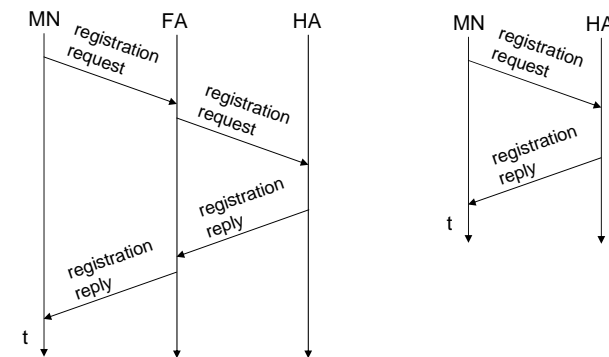 MN FA HA
registration
request
registration
request
registration
reply
registration
reply
t
MN HA
registration
request
registration
reply
t